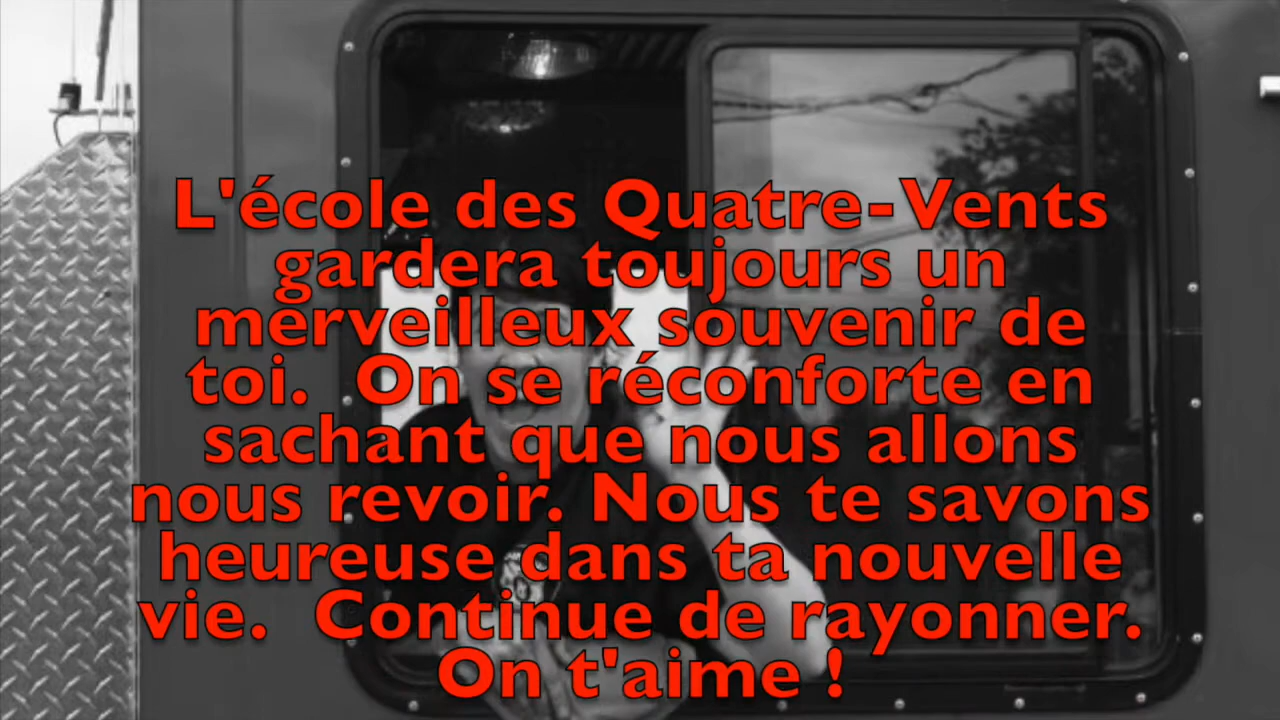 L'école des Quatre-Vents
gardera toujours un
merveilleux souvenir de
toi.  On se réconforte en
sachant que nous allons
nous revoir. Nous te savons
heureuse dans ta nouvelle
vie.  Continue de rayonner.
On t'aime !